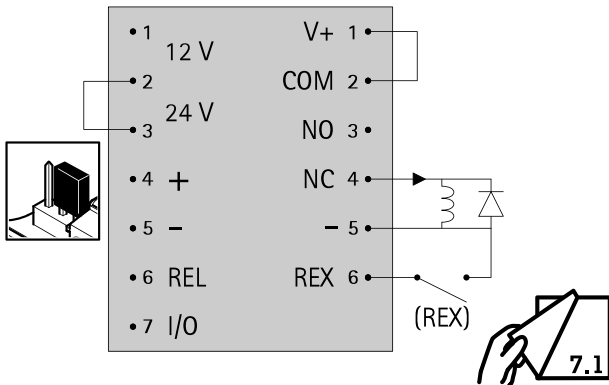 1 V+ 1
12 V
2 COM 2
24 V
3 NO 3
4 + NC 4
5 - - 5
6 REL REX 6
(REX)
7 I/O
7.1